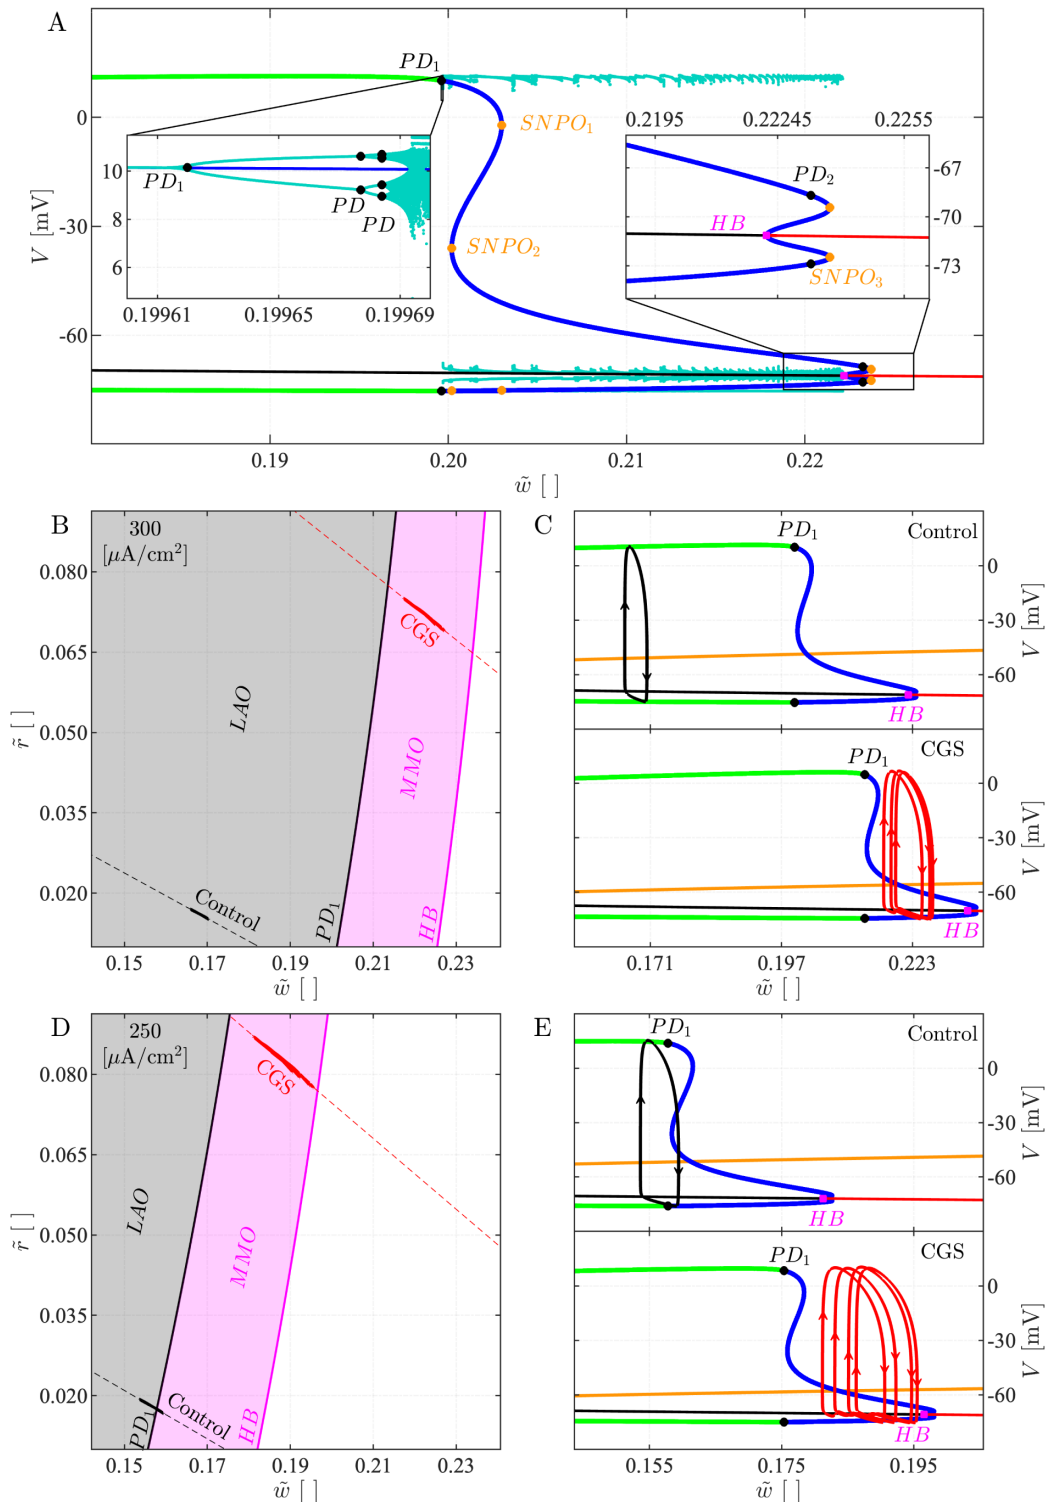 A
PD₁
0
-30
-60
V [mV]
SNPO₁
SNPO₂
10
8
6
PD₁
PD
PD
0.19961
0.19965
0.19969
0.2195
0.22245
0.2255
PD₂
HB
SNPO₃
-67
-70
-73
0.19
0.20
0.21
0.22
w̃ [ ]
B
300
[μA/cm²]
0.080
0.065
0.050
0.035
0.020
r̃ [ ]
LAO
MMO
CGS
Control
PD₁
HB
0.15
0.17
0.19
0.21
0.23
w̃ [ ]
C
PD₁
Control
0
-30
-60
V [mV]
HB
PD₁
CGS
0
-30
-60
V [mV]
HB
0.171
0.197
0.223
w̃ [ ]
D
250
[μA/cm²]
0.080
0.065
0.050
0.035
0.020
r̃ [ ]
LAO
MMO
CGS
Control
PD₁
HB
0.15
0.17
0.19
0.21
0.23
w̃ [ ]
E
PD₁
Control
0
-30
-60
V [mV]
HB
PD₁
CGS
0
-30
-60
V [mV]
HB
0.155
0.175
0.195
w̃ [ ]